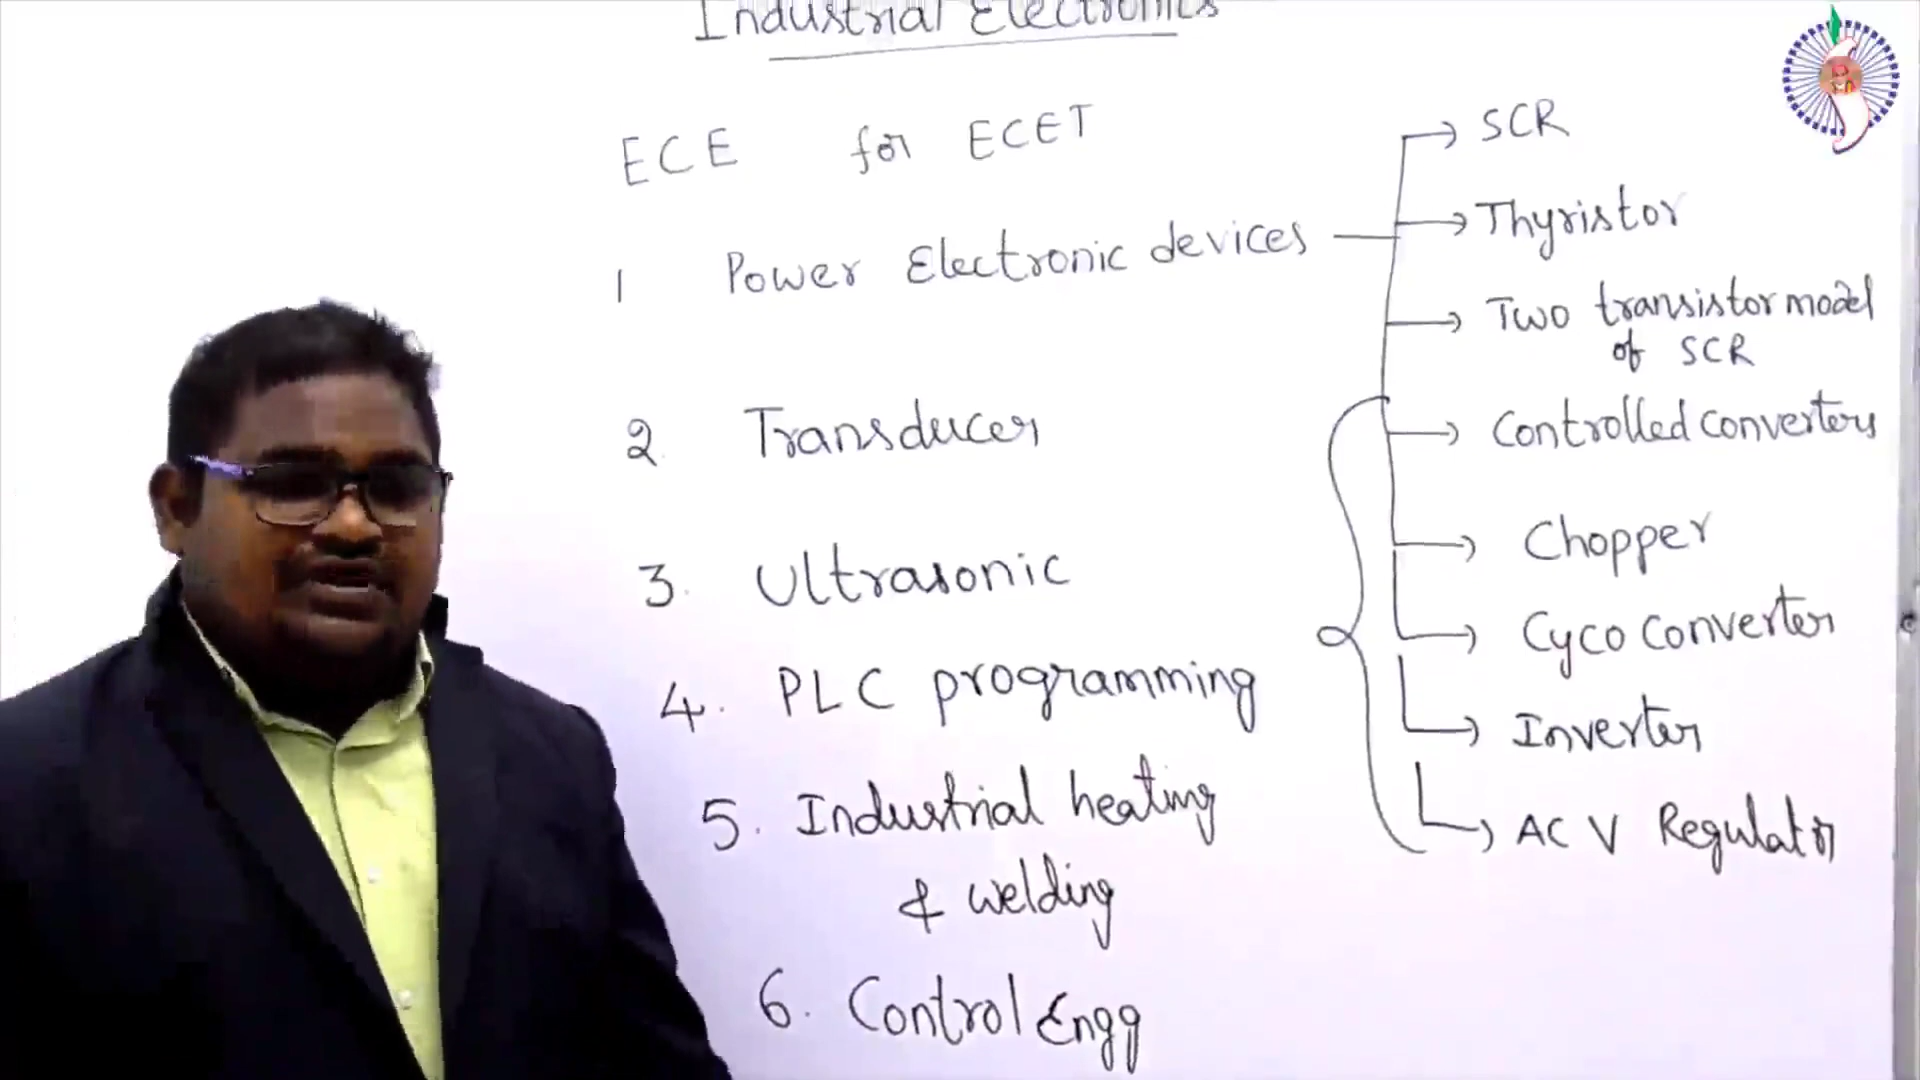 Industrial Electronics
ECE for ECET
1 Power Electronic devices
2 Transducer
3. Ultrasonic
4. PLC programming
5. Industrial heating
& welding
6. Control Engg
SCR
Thyristor
Two transistor model
of SCR
Controlled converters
Chopper
Cyco converter
Inverter
AC V Regulator